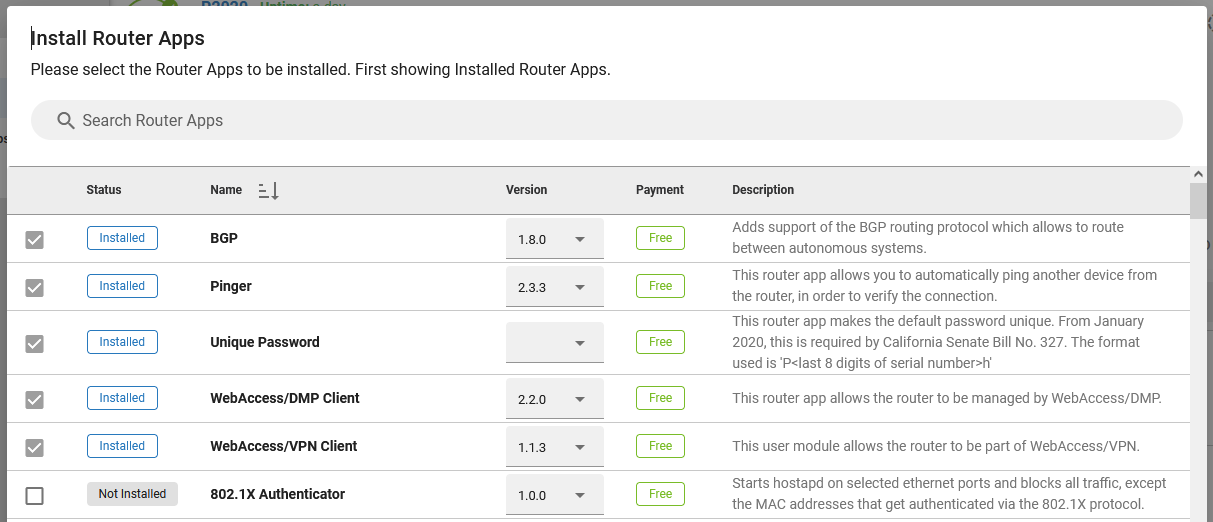 Install Router Apps
Please select the Router Apps to be installed. First showing Installed Router Apps.
Search Router Apps
Status Name Version Payment Description
Installed BGP 1.8.0 Free Adds support of the BGP routing protocol which allows to route
between autonomous systems.
Installed Pinger 2.3.3 Free This router app allows you to automatically ping another device from
the router, in order to verify the connection.
This router app makes the default password unique. From January
Installed Unique Password Free 2020, this is required by California Senate Bill No. 327. The format
used is 'P<last 8 digits of serial number>h'
Installed WebAccess/DMP Client 2.2.0 Free This router app allows the router to be managed by WebAccess/DMP.
Installed WebAccess/VPN Client 1.1.3 Free This user module allows the router to be part of WebAccess/VPN.
Not Installed 802.1X Authenticator 1.0.0 Free Starts hostapd on selected ethernet ports and blocks all traffic, except
the MAC addresses that get authenticated via the 802.1X protocol.